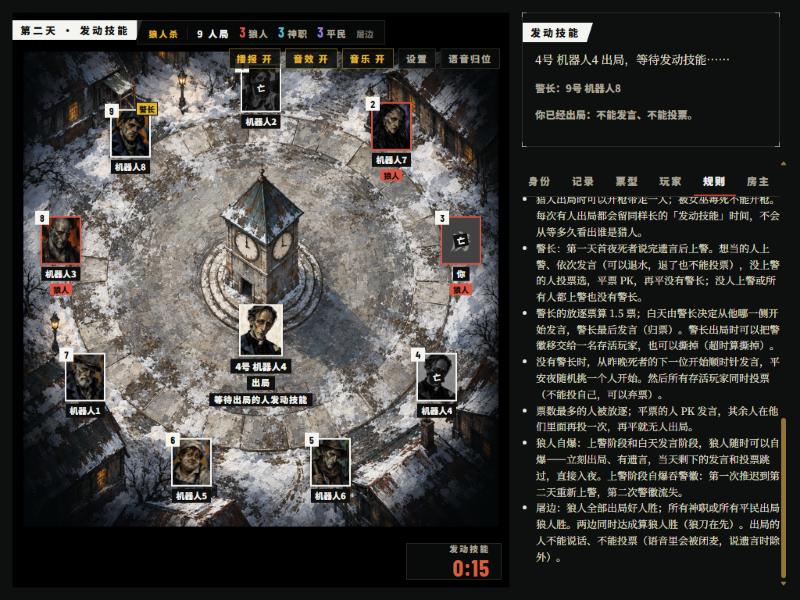 第二天 · 发动技能
狼人杀 9 人局 3 狼人 3 神职 3 平民 屠边
播报 开 音效 开 音乐 开 设置 语音归位
亡
机器人2
9 警长
机器人8
2
机器人7
狼人
8
机器人3
狼人
3
亡
你
狼人
4号 机器人4
出局
等待出局的人发动技能
7
机器人1
4
亡
机器人4
6
机器人5
5
机器人6
发动技能
0:15
发动技能
4号 机器人4 出局，等待发动技能……
警长：9号 机器人8
你已经出局：不能发言、不能投票。
身份 记录 票型 玩家 规则 房主
猎人出局时可以开枪带走一人；被女巫毒死不能开枪。
每次有人出局都会留同样长的「发动技能」时间，不会
从等多久看出谁是猎人。
警长：第一天首夜死者说完遗言后上警。想当的人上
警、依次发言（可以退水，退了也不能投票），没上警
的人投票选，平票 PK，再平没有警长；没人上警或所
有人都上警也没有警长。
警长的放逐票算 1.5 票；白天由警长决定从他哪一侧开
始发言，警长最后发言（归票）。警长出局时可以把警
徽移交给一名存活玩家，也可以撕掉（超时算撕掉）。
没有警长时，从昨晚死者的下一位开始顺时针发言，平
安夜随机挑一个人开始。然后所有存活玩家同时投票
（不能投自己，可以弃票）。
票数最多的人被放逐；平票的人 PK 发言，其余人在他
们里面再投一次，再平就无人出局。
狼人自爆：上警阶段和白天发言阶段，狼人随时可以自
爆——立刻出局、有遗言，当天剩下的发言和投票跳
过，直接入夜。上警阶段自爆吞警徽：第一次推迟到第
二天重新上警，第二次警徽流失。
屠边：狼人全部出局好人胜；所有神职或所有平民出局
狼人胜。两边同时达成算狼人胜（狼刀在先）。出局的
人不能说话、不能投票（语音里会被闭麦，说遗言时除
外）。